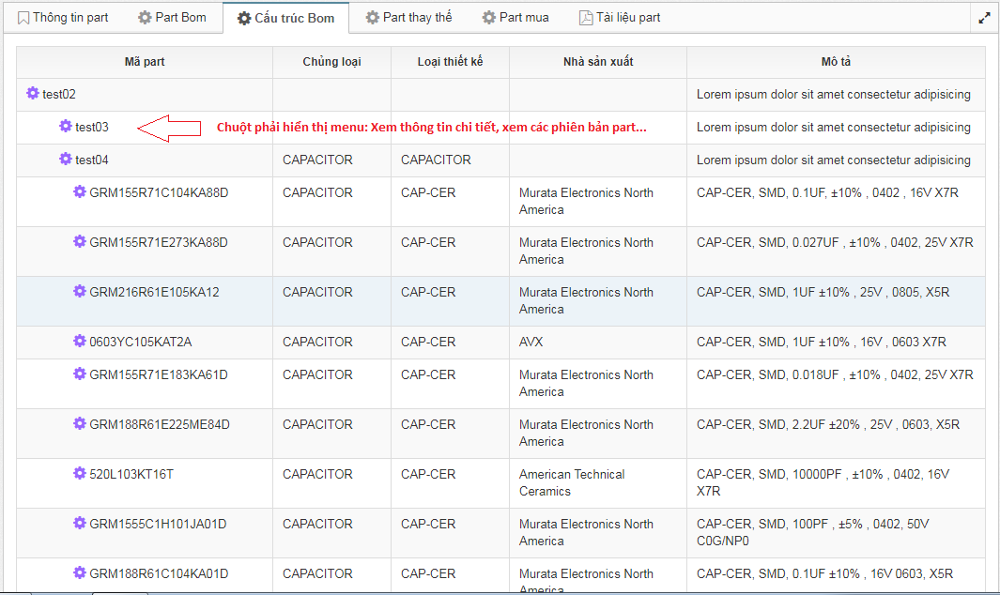 Thông tin part Part Bom Cấu trúc Bom Part thay thế Part mua Tài liệu part
Mã part Chủng loại Loại thiết kế Nhà sản xuất Mô tả
test02 Lorem ipsum dolor sit amet consectetur adipisicing
test03 Chuột phải hiển thị menu: Xem thông tin chi tiết, xem các phiên bản part... Lorem ipsum dolor sit amet consectetur adipisicing
test04 CAPACITOR CAPACITOR Lorem ipsum dolor sit amet consectetur adipisicing
GRM155R71C104KA88D CAPACITOR CAP-CER Murata Electronics North CAP-CER, SMD, 0.1UF, ±10% , 0402 , 16V X7R
America
GRM155R71E273KA88D CAPACITOR CAP-CER Murata Electronics North CAP-CER, SMD, 0.027UF , ±10% , 0402, 25V X7R
America
GRM216R61E105KA12 CAPACITOR CAP-CER Murata Electronics North CAP-CER, SMD, 1UF ±10% , 25V , 0805, X5R
America
0603YC105KAT2A CAPACITOR CAP-CER AVX CAP-CER, SMD, 1UF ±10% , 16V , 0603 X7R
GRM155R71E183KA61D CAPACITOR CAP-CER Murata Electronics North CAP-CER, SMD, 0.018UF , ±10% , 0402, 25V X7R
America
GRM188R61E225ME84D CAPACITOR CAP-CER Murata Electronics North CAP-CER, SMD, 2.2UF ±20% , 25V , 0603, X5R
America
520L103KT16T CAPACITOR CAP-CER American Technical CAP-CER, SMD, 10000PF , ±10% , 0402, 16V
Ceramics X7R
GRM1555C1H101JA01D CAPACITOR CAP-CER Murata Electronics North CAP-CER, SMD, 100PF , ±5% , 0402, 50V
America C0G/NP0
GRM188R61C104KA01D CAPACITOR CAP-CER Murata Electronics North CAP-CER, SMD, 0.1UF ±10% , 16V 0603, X5R
America